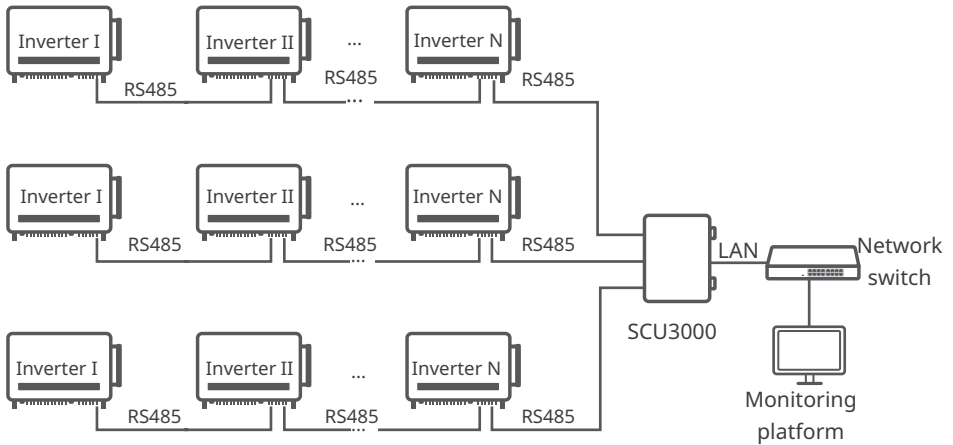 Inverter I
Inverter II
...
Inverter N
RS485
RS485
...
RS485
Inverter I
Inverter II
...
Inverter N
RS485
RS485
...
RS485
LAN
Network
switch
SCU3000
Inverter I
Inverter II
...
Inverter N
RS485
RS485
...
RS485
Monitoring
platform